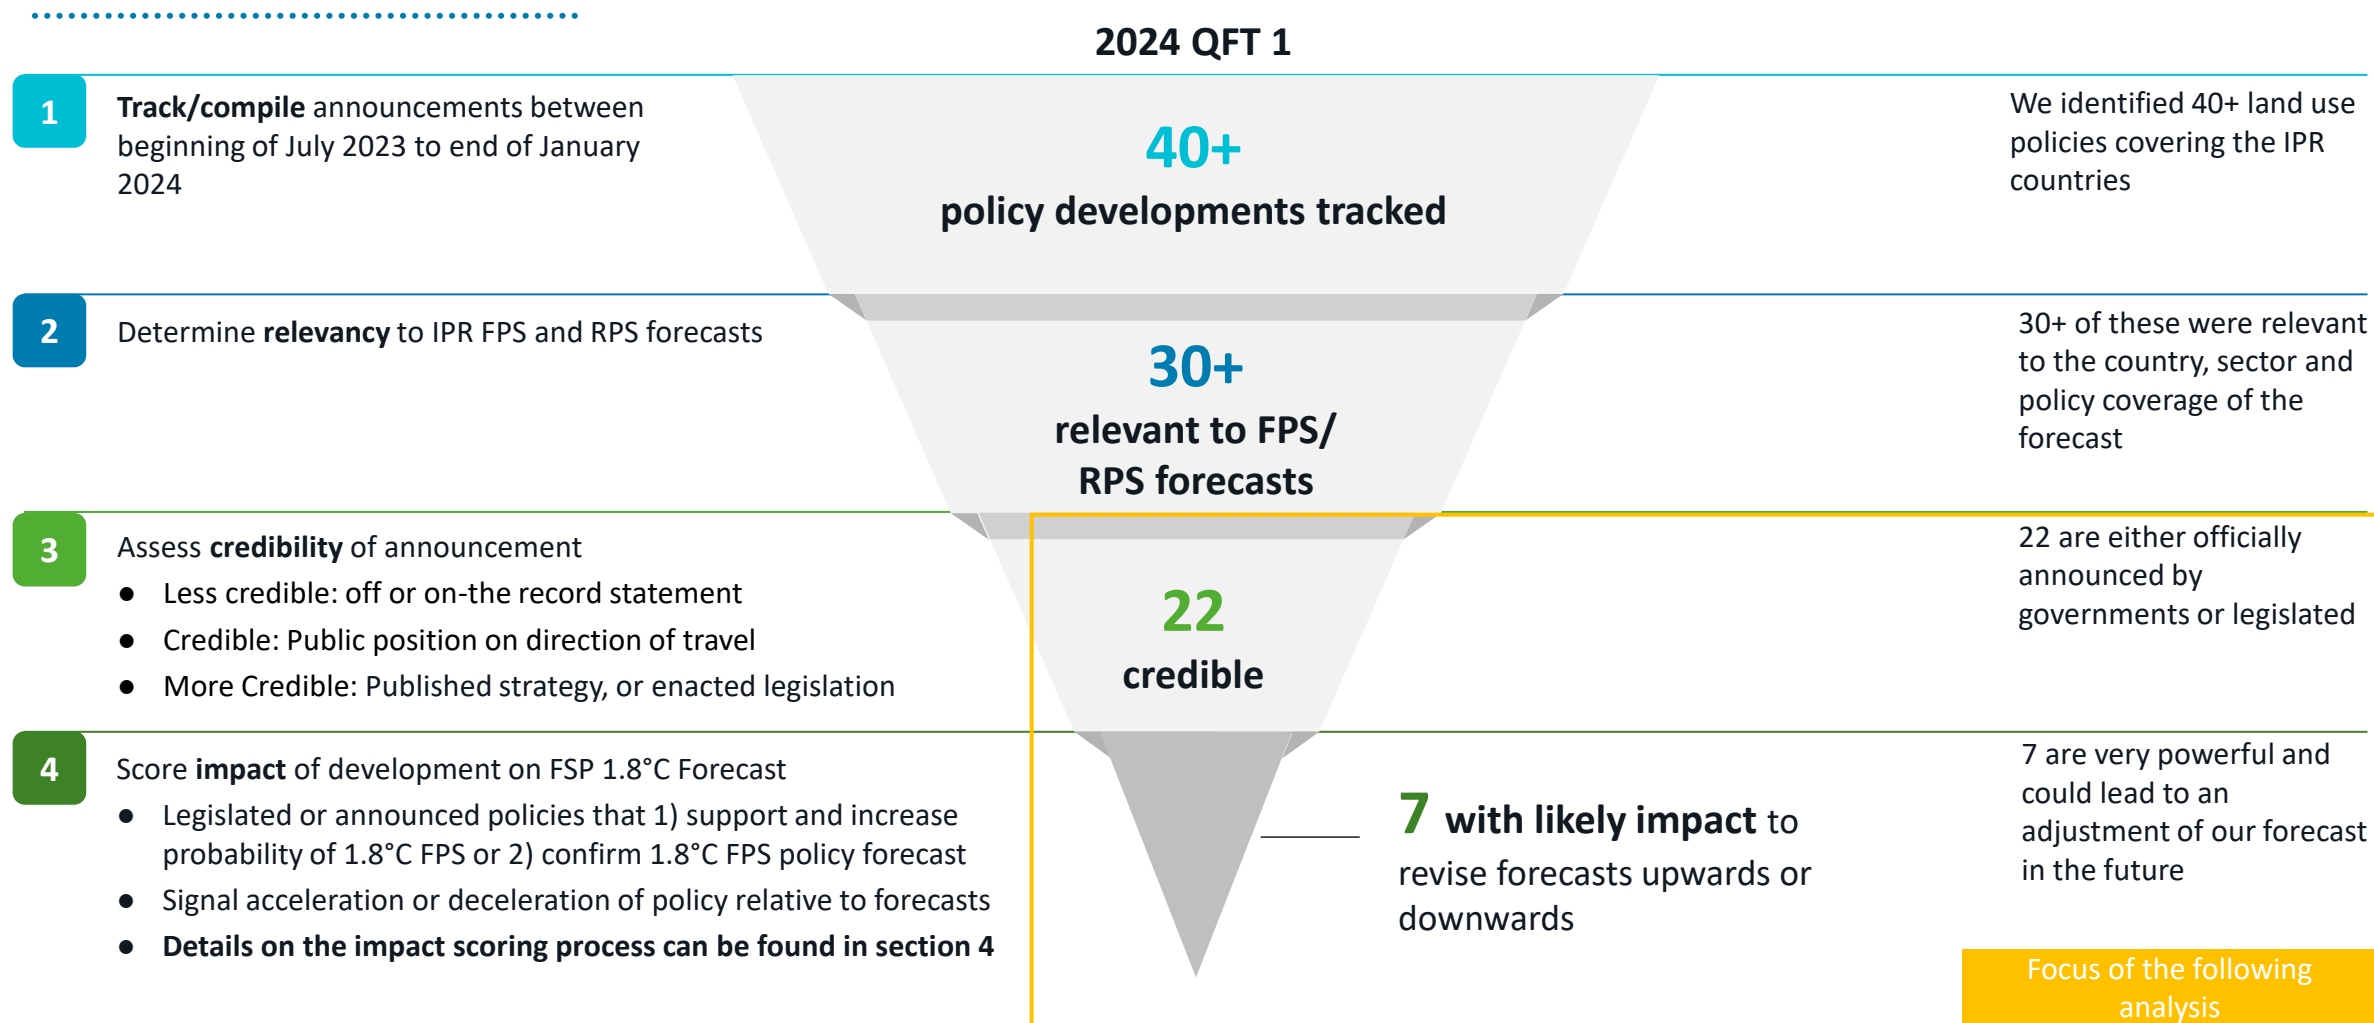 2024 QFT 1
1
Track/compile announcements between
beginning of July 2023 to end of January
2024
40+
policy developments tracked
We identified 40+ land use
policies covering the IPR
countries
2
Determine relevancy to IPR FPS and RPS forecasts
30+
relevant to FPS/
RPS forecasts
30+ of these were relevant
to the country, sector and
policy coverage of the
forecast
3
Assess credibility of announcement
● Less credible: off or on-the record statement
● Credible: Public position on direction of travel
● More Credible: Published strategy, or enacted legislation
22
credible
22 are either officially
announced by
governments or legislated
4
Score impact of development on FSP 1.8°C Forecast
● Legislated or announced policies that 1) support and increase
probability of 1.8°C FPS or 2) confirm 1.8°C FPS policy forecast
● Signal acceleration or deceleration of policy relative to forecasts
● Details on the impact scoring process can be found in section 4
7 with likely impact to
revise forecasts upwards or
downwards
7 are very powerful and
could lead to an
adjustment of our forecast
in the future
Focus of the following
analysis